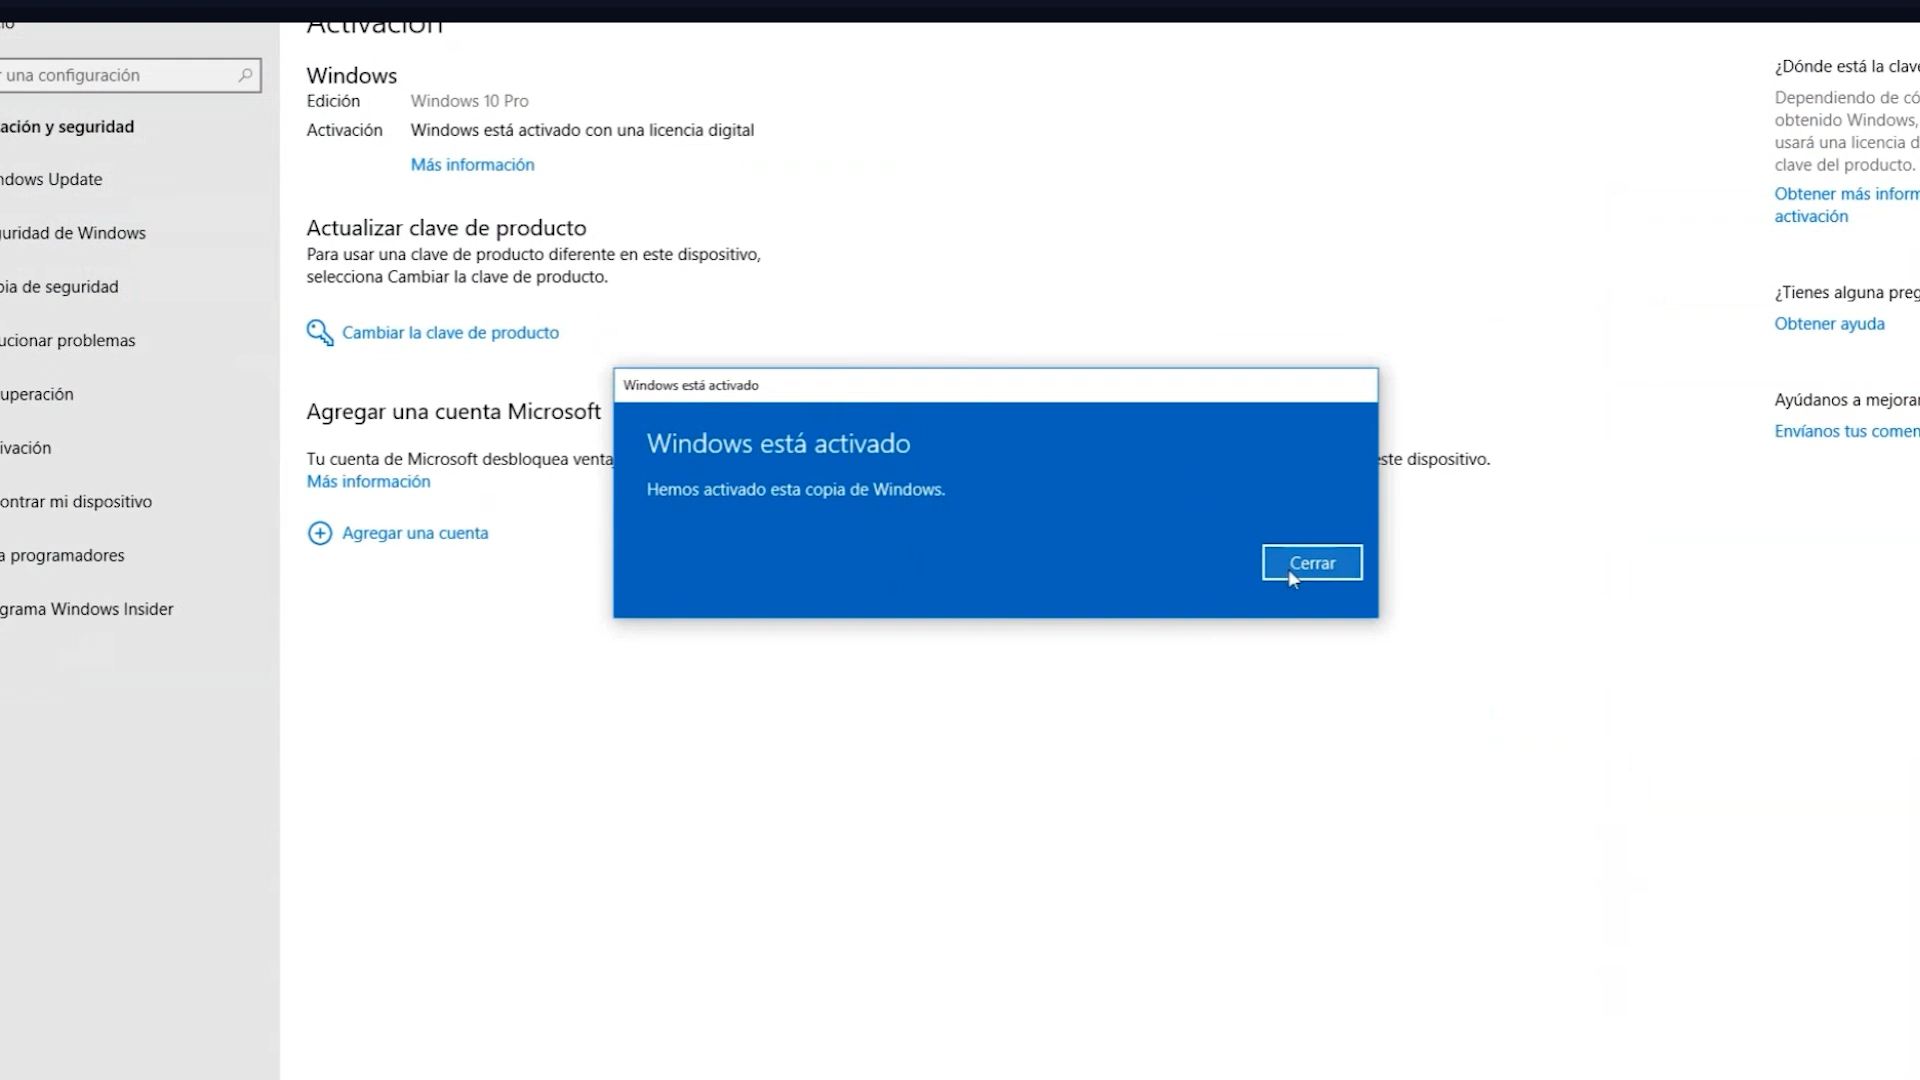 Activación
una configuración
ación y seguridad
ndows Update
guridad de Windows
pia de seguridad
ucionar problemas
uperación
ivación
ontrar mi dispositivo
a programadores
grama Windows Insider
Windows
Edición Windows 10 Pro
Activación Windows está activado con una licencia digital
Más información
Actualizar clave de producto
Para usar una clave de producto diferente en este dispositivo,
selecciona Cambiar la clave de producto.
Cambiar la clave de producto
Agregar una cuenta Microsoft
Tu cuenta de Microsoft desbloquea venta
ste dispositivo.
Más información
Agregar una cuenta
Windows está activado
Windows está activado
Hemos activado esta copia de Windows.
Cerrar
¿Dónde está la clave
Dependiendo de có
obtenido Windows,
usará una licencia d
clave del producto.
Obtener más inform
activación
¿Tienes alguna preg
Obtener ayuda
Ayúdanos a mejorar
Envíanos tus comen